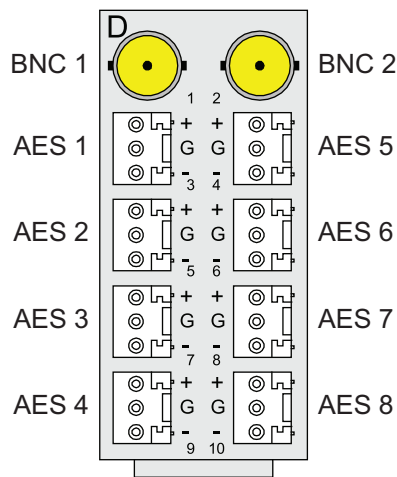 D
BNC 1 BNC 2
1 2
AES 1 + + AES 5
G G
- -
3 4
AES 2 + + AES 6
G G
- -
5 6
AES 3 + + AES 7
G G
- -
7 8
AES 4 + + AES 8
G G
- -
9 10